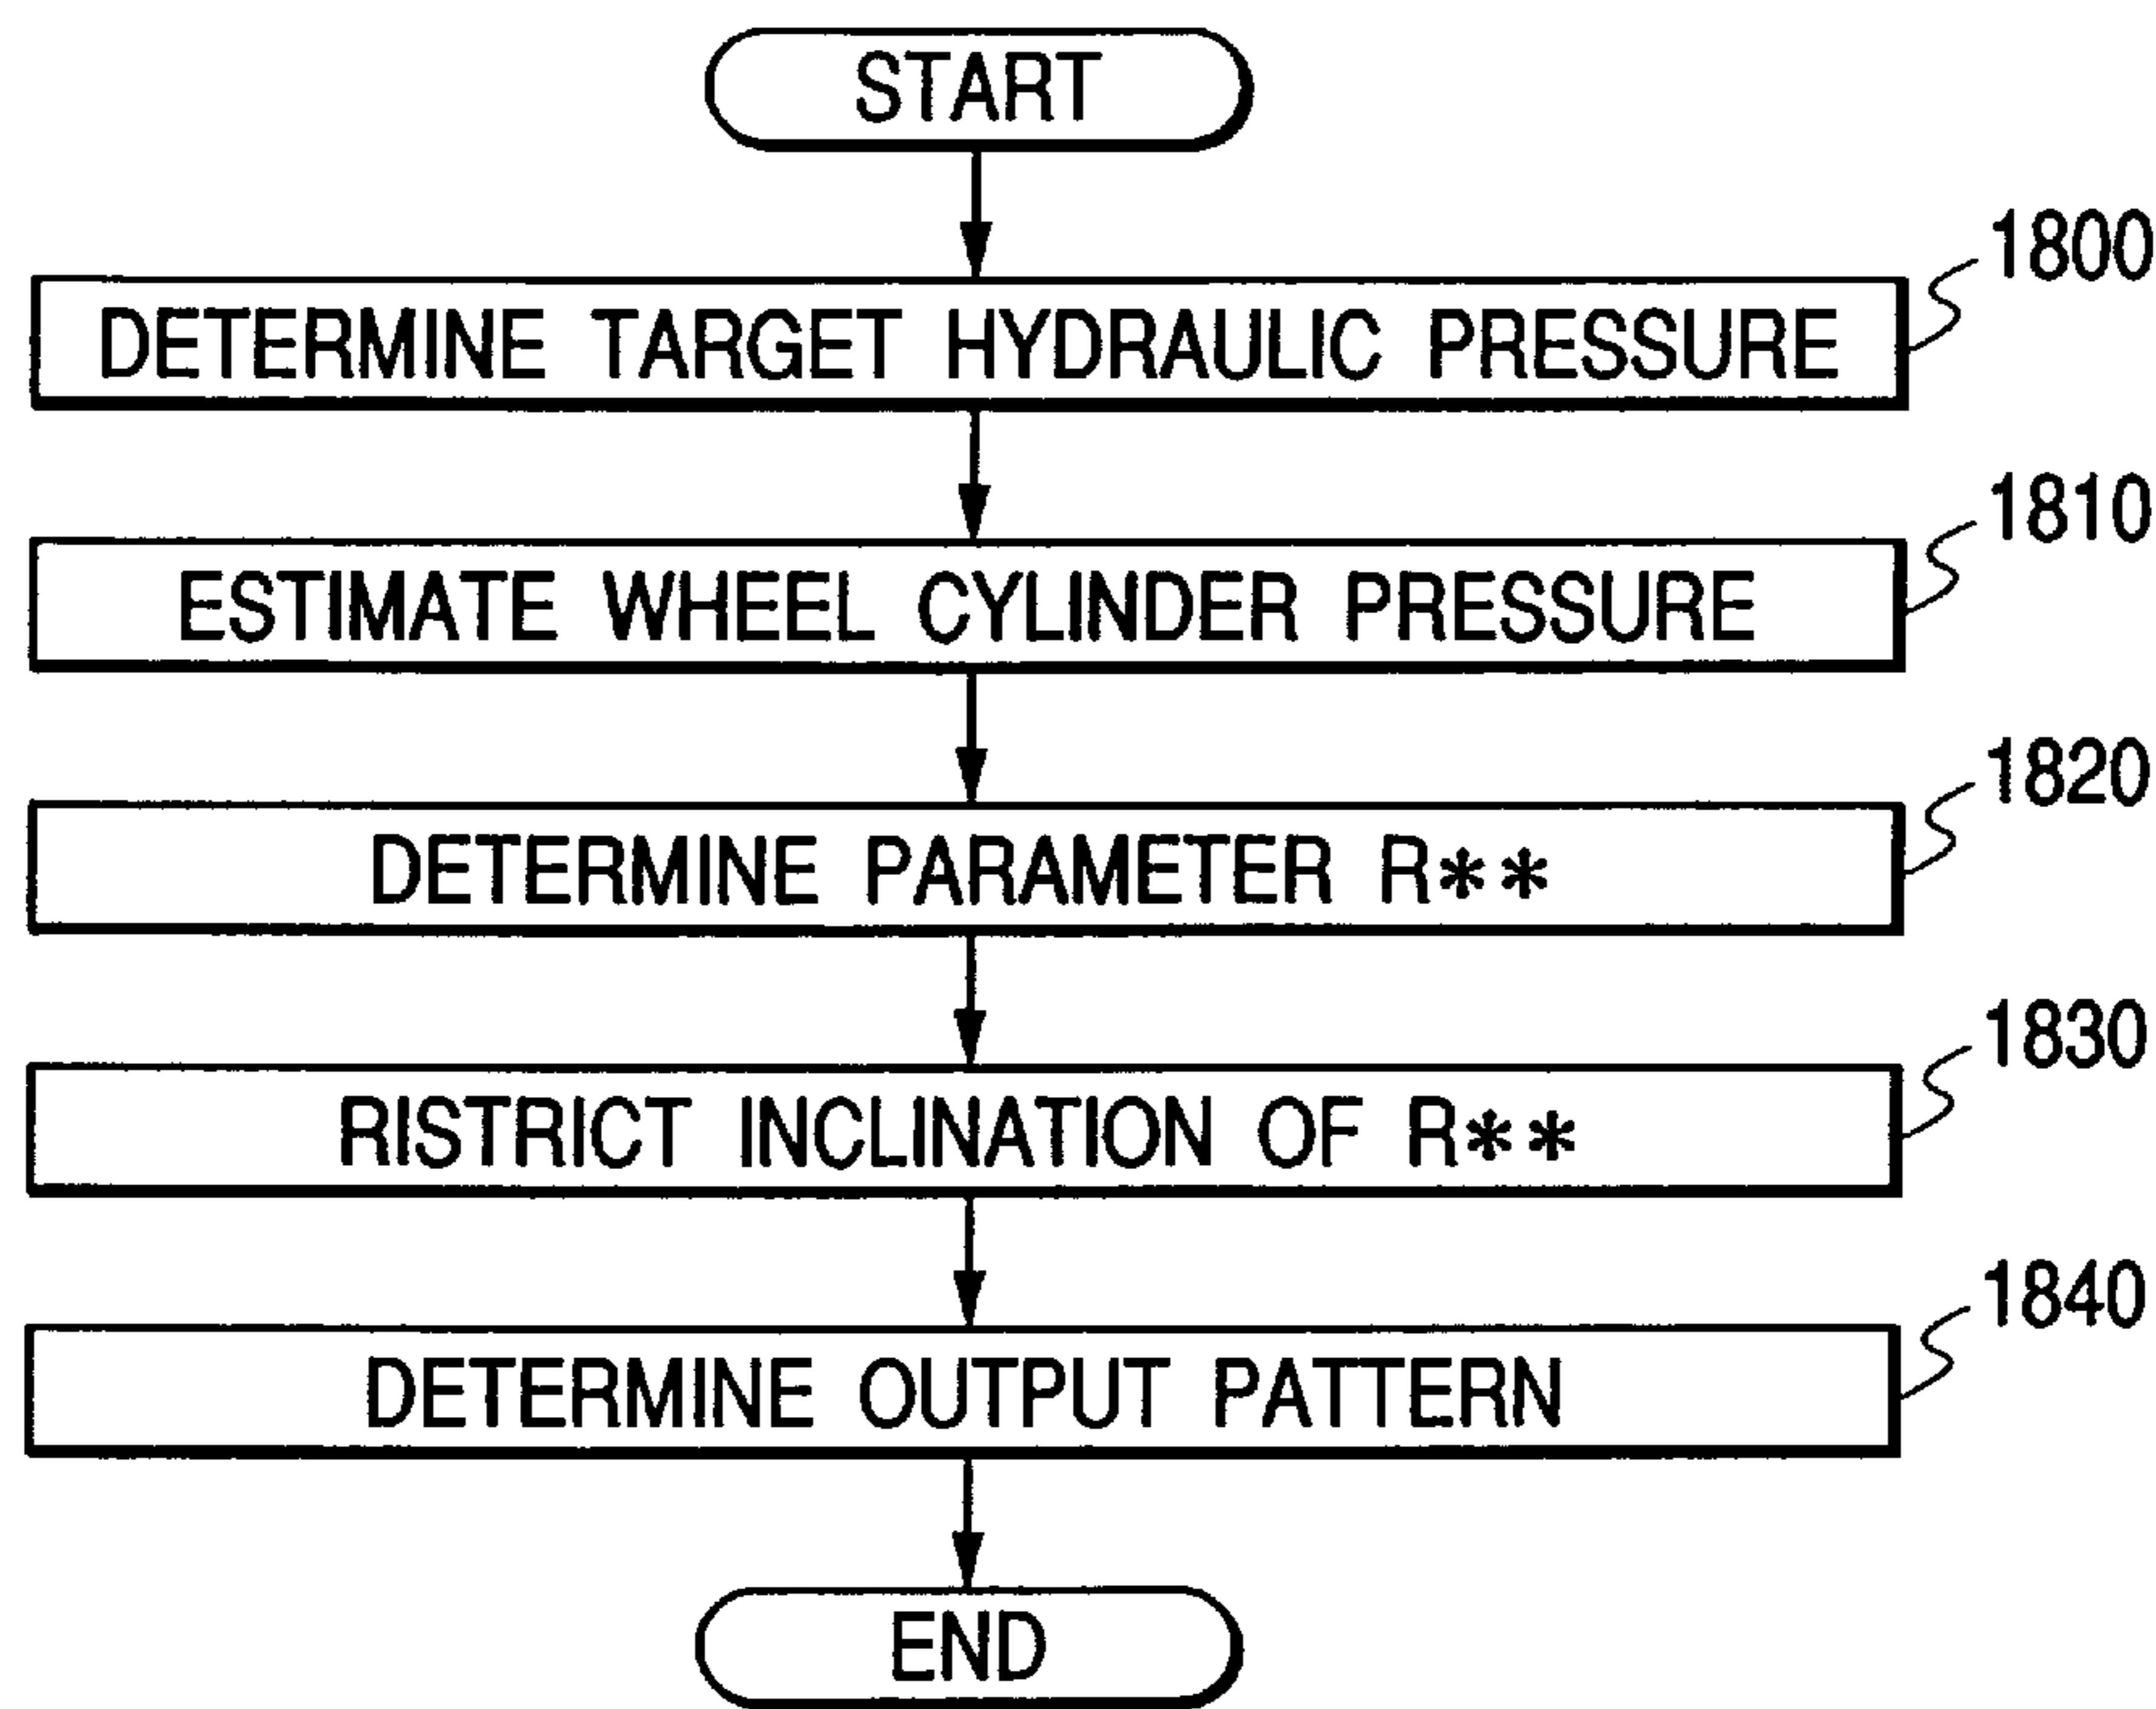 START
1800
DETERMINE TARGET HYDRAULIC PRESSURE
1810
ESTIMATE WHEEL CYLINDER PRESSURE
1820
DETERMINE PARAMETER R**
1830
RISTRICT INCLINATION OF R**
1840
DETERMINE OUTPUT PATTERN
END